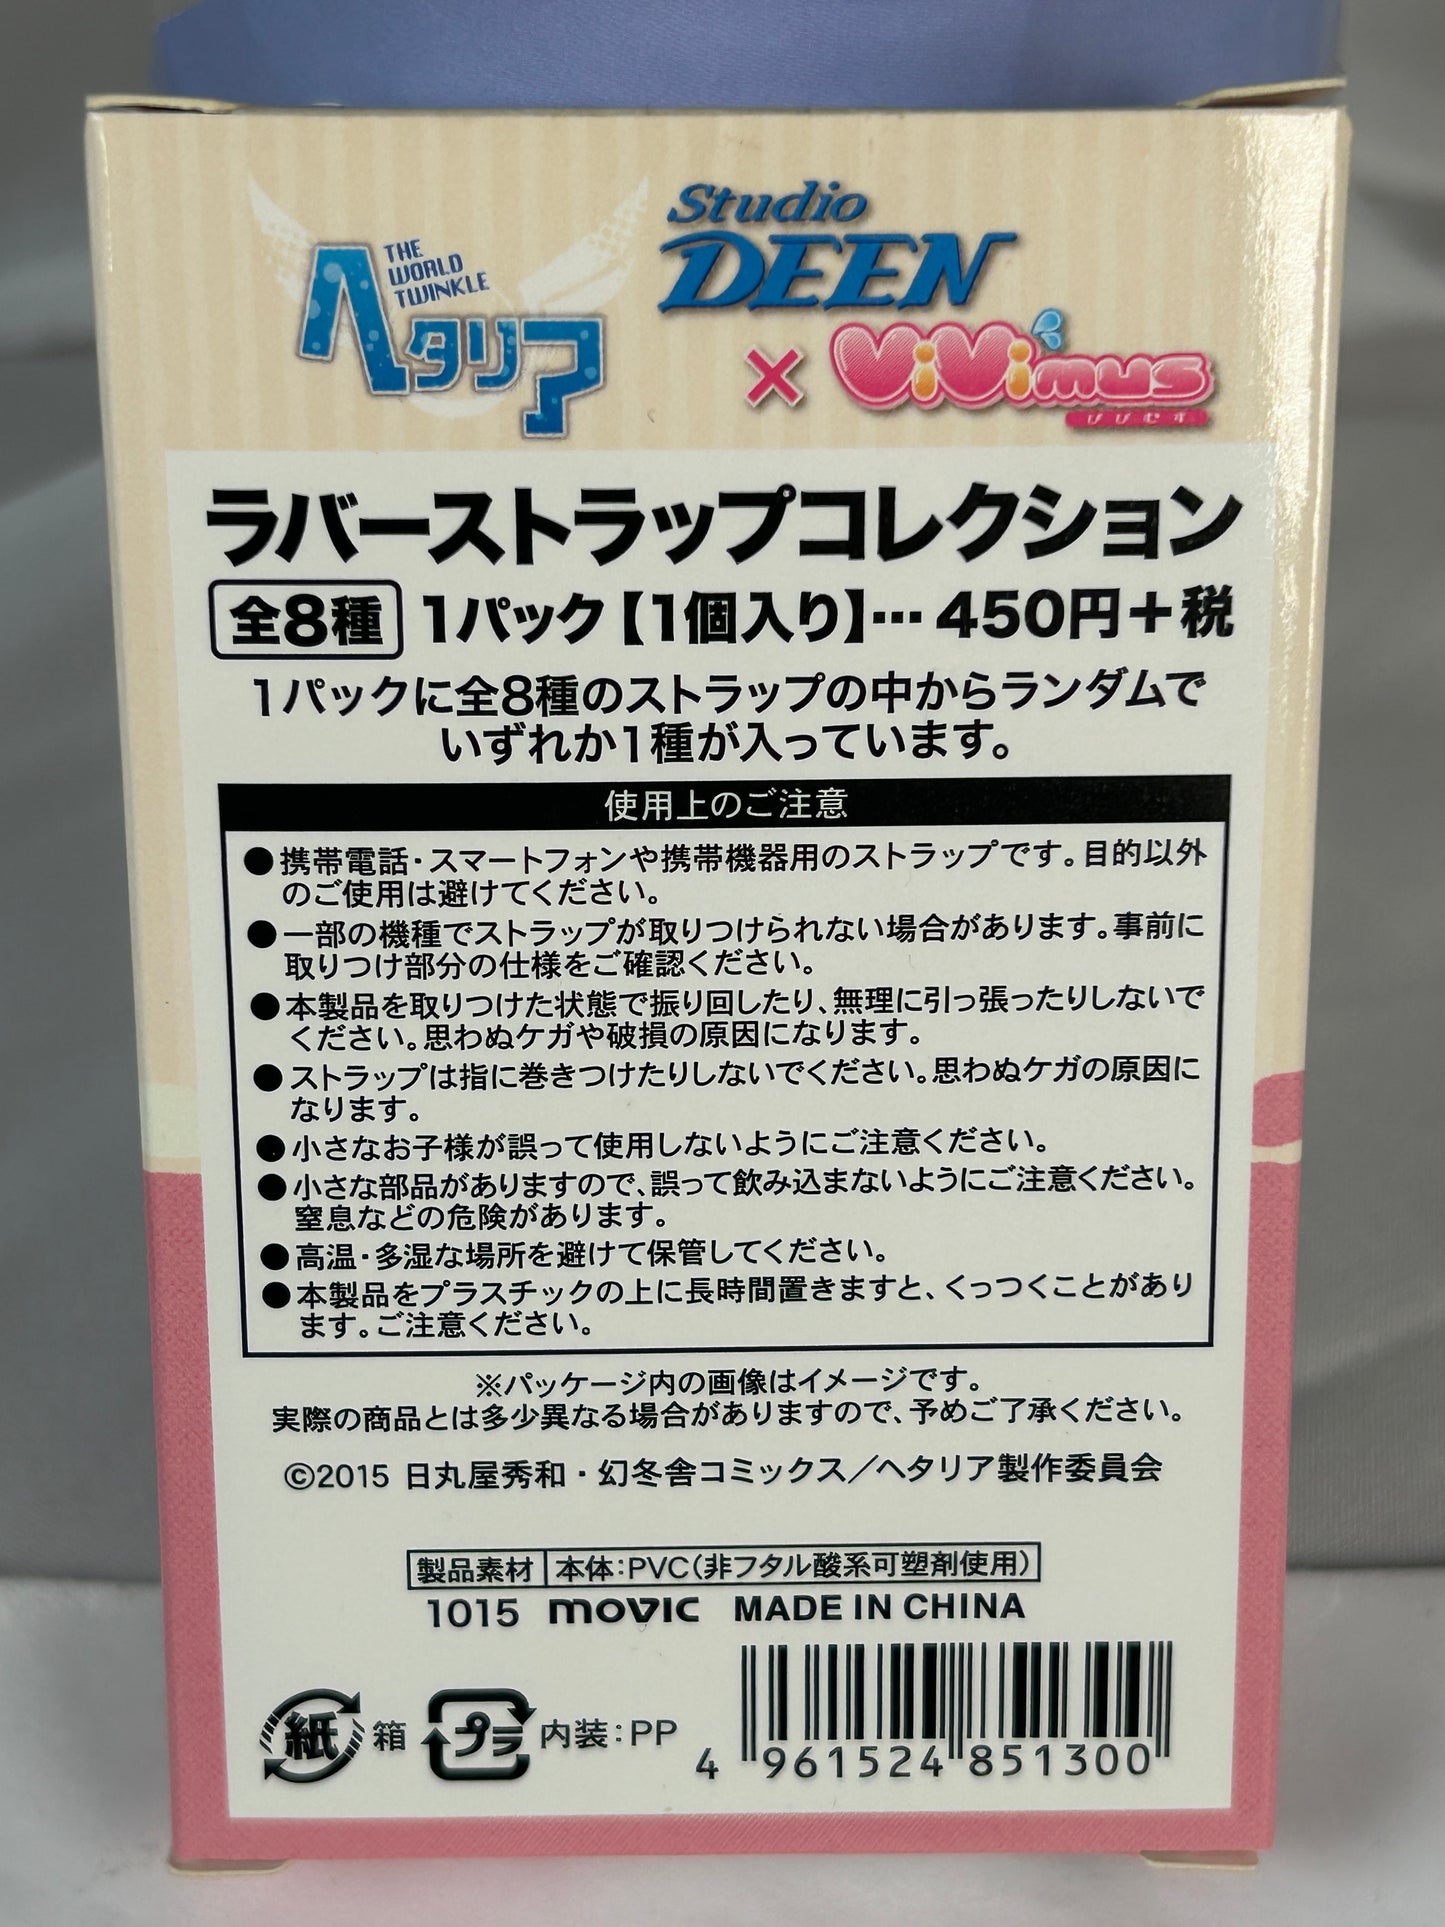 THE
WORLD
TWINKLE
ヘタリア
Studio
DEEN
×
ViVimus
びびむす
ラバーストラップコレクション
全8種 1パック【1個入り】…450円+税
1パックに全8種のストラップの中からランダムで
いずれか1種が入っています。
使用上のご注意
●携帯電話・スマートフォンや携帯機器用のストラップです。目的以外
のご使用は避けてください。
●一部の機種でストラップが取りつけられない場合があります。事前に
取りつけ部分の仕様をご確認ください。
●本製品を取りつけた状態で振り回したり、無理に引っ張ったりしないで
ください。思わぬケガや破損の原因になります。
●ストラップは指に巻きつけたりしないでください。思わぬケガの原因に
なります。
●小さなお子様が誤って使用しないようにご注意ください。
●小さな部品がありますので、誤って飲み込まないようにご注意ください。
窒息などの危険があります。
●高温・多湿な場所を避けて保管してください。
●本製品をプラスチックの上に長時間置きますと、くっつくことがあり
ます。ご注意ください。
※パッケージ内の画像はイメージです。
実際の商品とは多少異なる場合がありますので、予めご了承ください。
©2015 日丸屋秀和・幻冬舎コミックス/ヘタリア製作委員会
製品素材 本体:PVC(非フタル酸系可塑剤使用)
1015 movic MADE IN CHINA
紙 箱 プラ 内装:PP
4 961524 851300